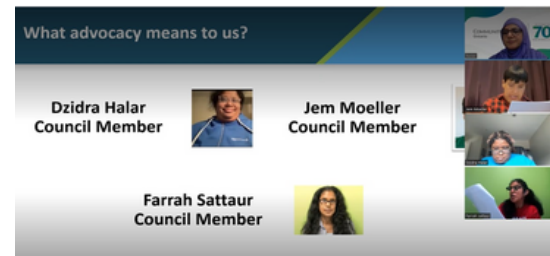 What advocacy means to us?
70
Dzidra Halar
Council Member
Jem Moeller
Council Member
Farrah Sattaur
Council Member